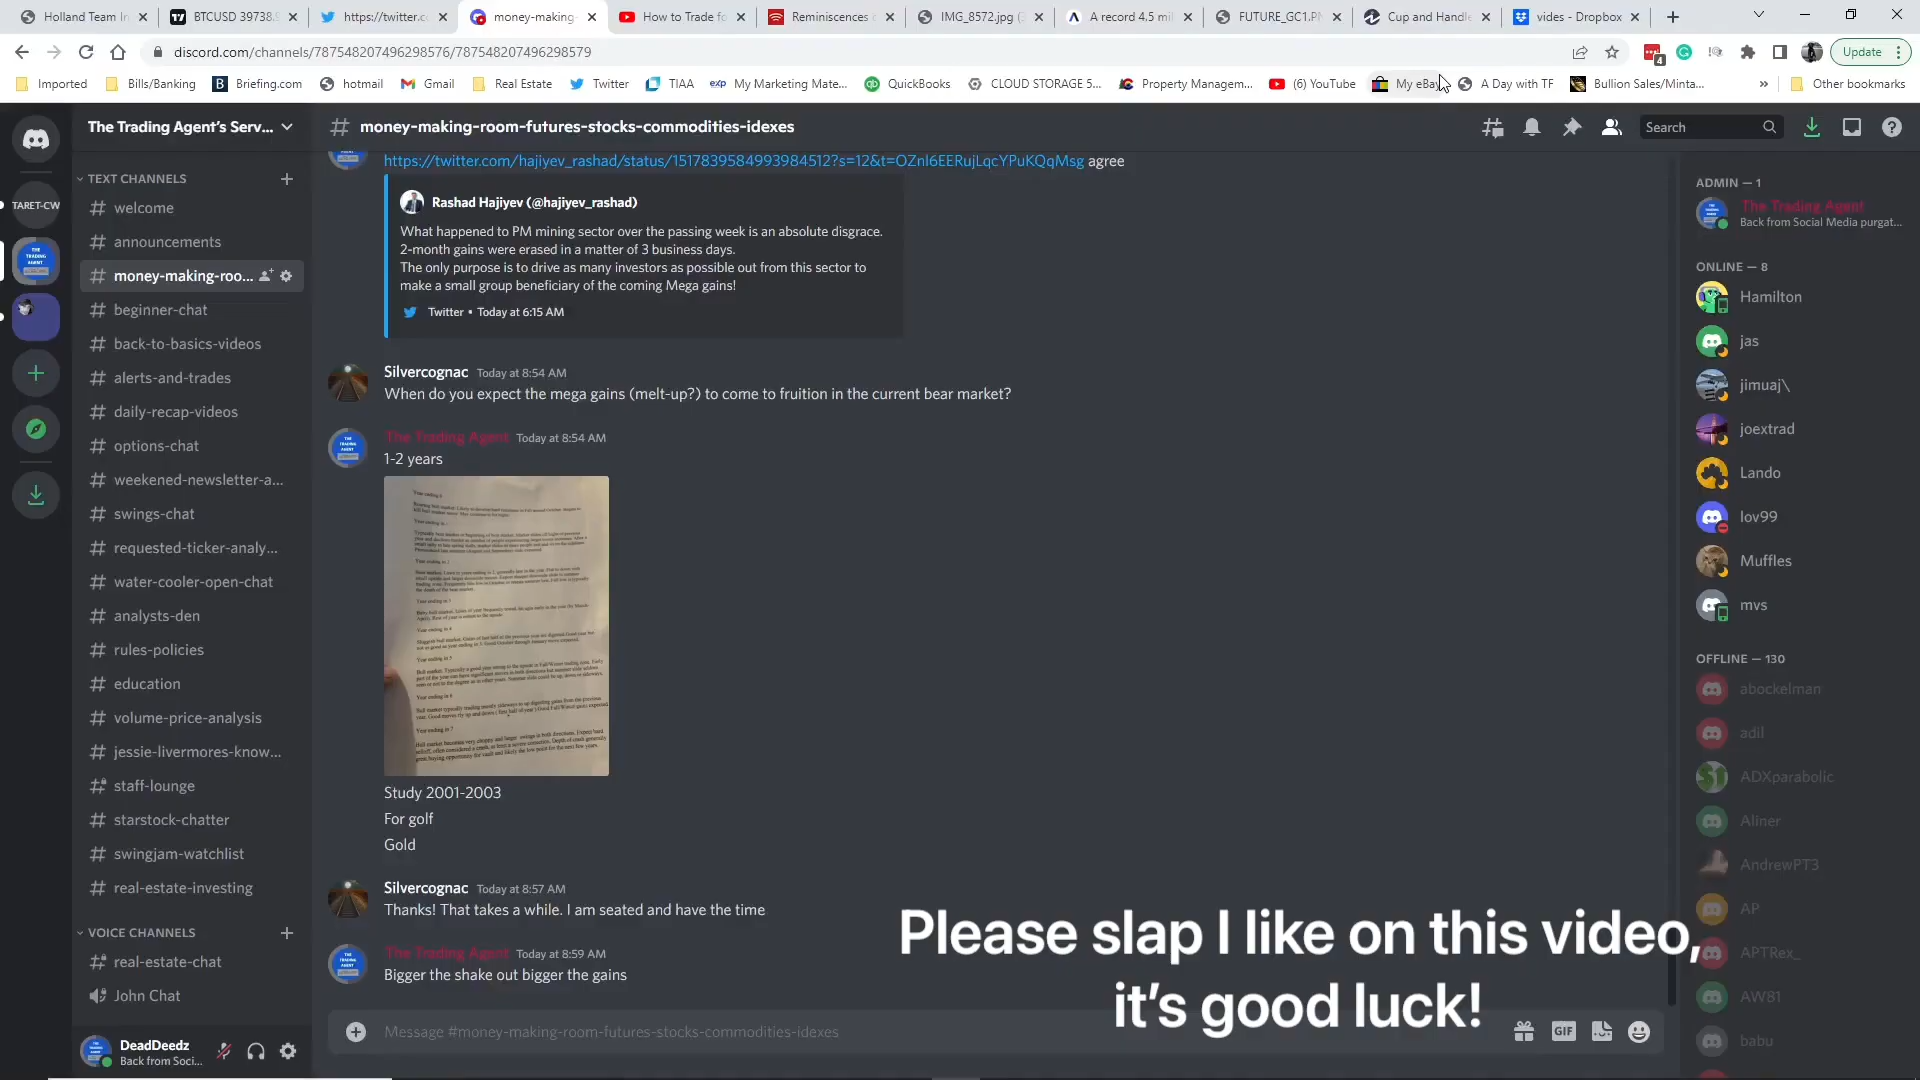 Holland Team In
BTCUSD 39738.
https://twitter.c
money-making-
How to Trade fo
Reminiscences
IMG_8572.jpg (
A record 4.5 mi
FUTURE_GC1.P
Cup and Handle
vides - Dropbox
discord.com/channels/787548207496298576/787548207496298579
Update
Imported
Bills/Banking
Briefing.com
hotmail
Gmail
Real Estate
Twitter
TIAA
My Marketing Mate...
QuickBooks
CLOUD STORAGE 5...
Property Managem...
(6) YouTube
My eBay
A Day with TF
Bullion Sales/Minta...
»
Other bookmarks
The Trading Agent's Serv...
# money-making-room-futures-stocks-commodities-idexes
Search
TARET-CW
TEXT CHANNELS
# welcome
# announcements
# money-making-roo...
# beginner-chat
# back-to-basics-videos
# alerts-and-trades
# daily-recap-videos
# options-chat
# weekened-newsletter-a...
# swings-chat
# requested-ticker-analy...
# water-cooler-open-chat
# analysts-den
# rules-policies
# education
# volume-price-analysis
# jessie-livermores-know...
# staff-lounge
# starstock-chatter
# swingjam-watchlist
# real-estate-investing
VOICE CHANNELS
# real-estate-chat
John Chat
DeadDeedz
Back from Soci...
https://twitter.com/hajiyev_rashad/status/1517839584993984512?s=12&t=OZnI6EERujLqcYPuKQqMsg agree
Rashad Hajiyev (@hajiyev_rashad)
What happened to PM mining sector over the passing week is an absolute disgrace.
2-month gains were erased in a matter of 3 business days.
The only purpose is to drive as many investors as possible out from this sector to
make a small group beneficiary of the coming Mega gains!
Twitter • Today at 6:15 AM
Silvercognac Today at 8:54 AM
When do you expect the mega gains (melt-up?) to come to fruition in the current bear market?
The Trading Agent Today at 8:54 AM
1-2 years
Study 2001-2003
For golf
Gold
Silvercognac Today at 8:57 AM
Thanks! That takes a while. I am seated and have the time
The Trading Agent Today at 8:59 AM
Bigger the shake out bigger the gains
Message #money-making-room-futures-stocks-commodities-idexes
GIF
Please slap I like on this video,
it's good luck!
ADMIN — 1
The Trading Agent
Back from Social Media purgat...
ONLINE — 8
Hamilton
jas
jimuaj\
joextrad
Lando
lov99
Muffles
mvs
OFFLINE — 130
abockelman
adil
ADXparabolic
Aliner
AndrewPT3
AP
APTRex_
AW81
babu